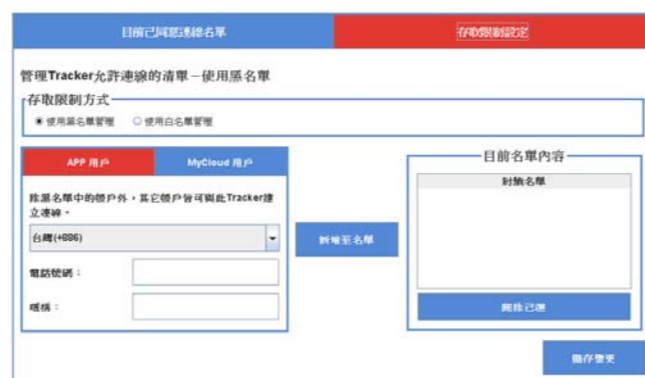 目前已同意連線名單
存取限制設定
管理Tracker允許連線的清單－使用黑名單
存取限制方式
使用黑名單管理 使用白名單管理
APP 用戶 MyCloud 用戶
除黑名單中的帳戶外，其它帳戶皆可與此Tracker建
立連線。
台灣(+886)
電話號碼：
暱稱：
新增至名單
目前名單內容
封鎖名單
刪除已選
儲存變更